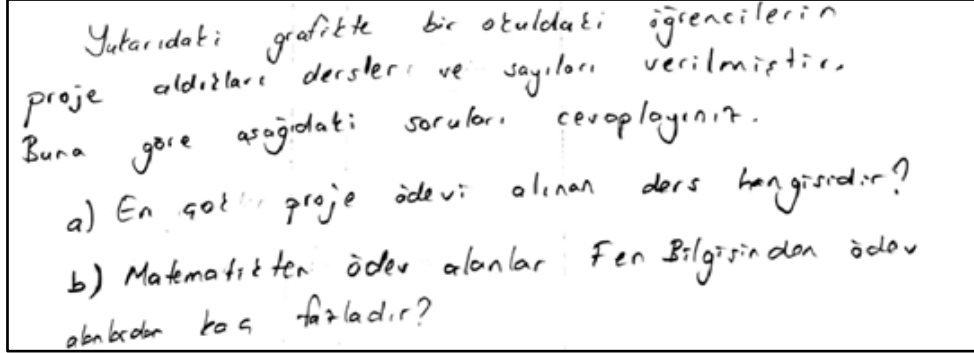 Yukarıdaki grafikte bir okuldaki öğrencilerin
proje aldıkları dersleri ve sayıları verilmiştir.
Buna göre aşağıdaki soruları cevaplayınız.
a) En çok proje ödevi alınan ders hangisidir?
b) Matematikten ödev alanlar Fen Bilgisinden ödev
alanlardan kaç fazladır?